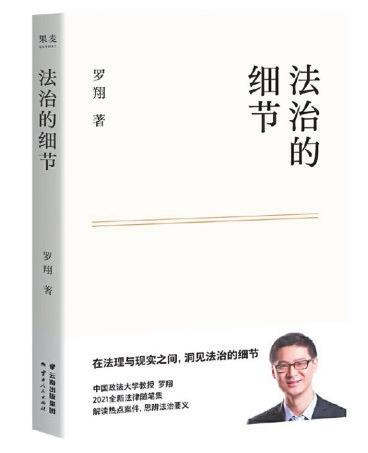 果麦
法治的细节
罗翔 著
云南出版集团
云南人民出版社
法治的
细节
罗翔 著
在法理与现实之间，洞见法治的细节
中国政法大学教授 罗翔
2021全新法律随笔集
解读热点案件，思辨法治要义